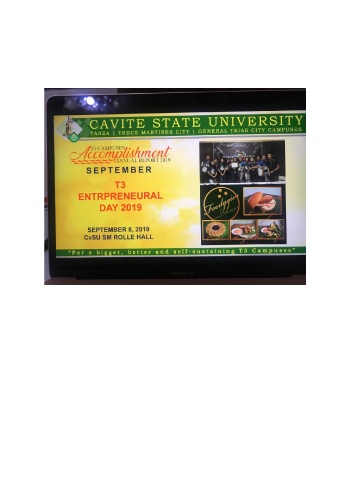 CAVITE STATE UNIVERSITY
TANZA | TRECE MARTIRES CITY | GENERAL TRIAS CITY CAMPUSES
T3 CAMPUSES
Accomplishment
ANNUAL REPORT 2019
SEPTEMBER
T3
ENTRPRENEURAL
DAY 2019
SEPTEMBER 8, 2019
CvSU SM ROLLE HALL
"For a bigger, better and self-sustaining T3 Campuses"